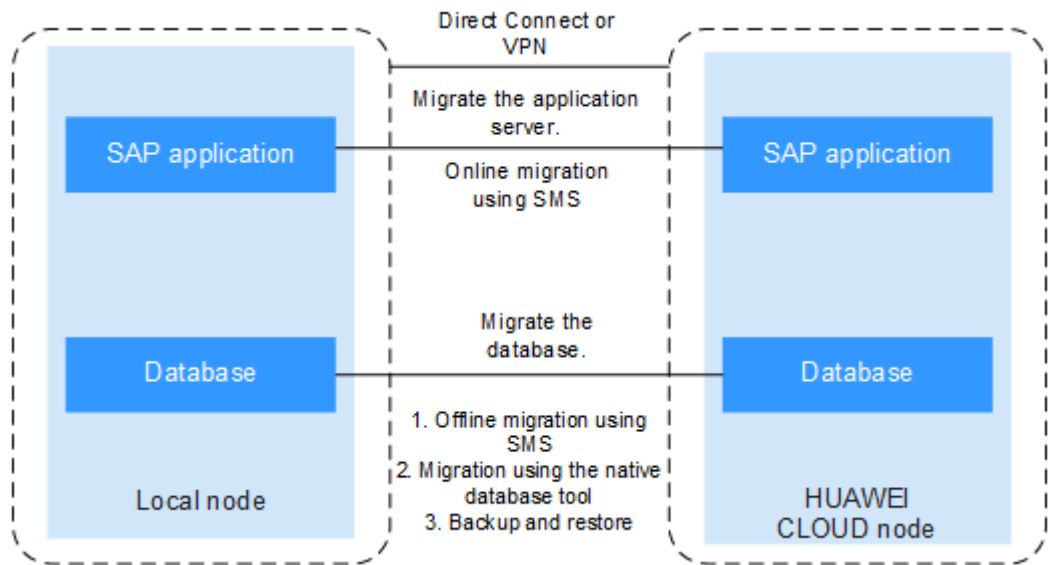 Direct Connect or
VPN
Migrate the application
server.
SAP application
SAP application
Online migration
using SMS
Migrate the
database.
Database
Database
1. Offline migration using
SMS
2. Migration using the native
database tool
3. Backup and restore
Local node
HUAWEI
CLOUD node